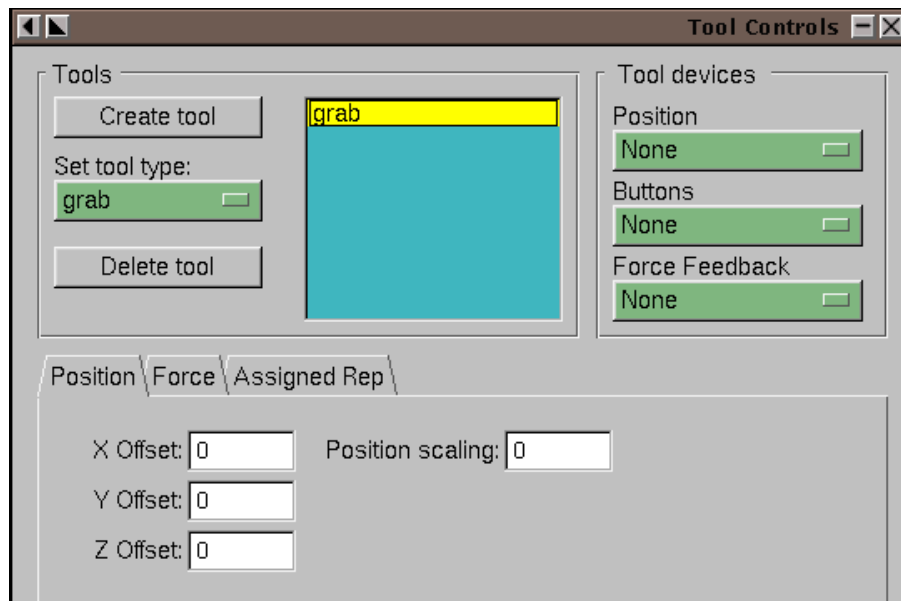 Tool Controls
Tools
Create tool
Set tool type:
grab
Delete tool
grab
Tool devices
Position
None
Buttons
None
Force Feedback
None
Position Force Assigned Rep
X Offset: 0 Position scaling: 0
Y Offset: 0
Z Offset: 0